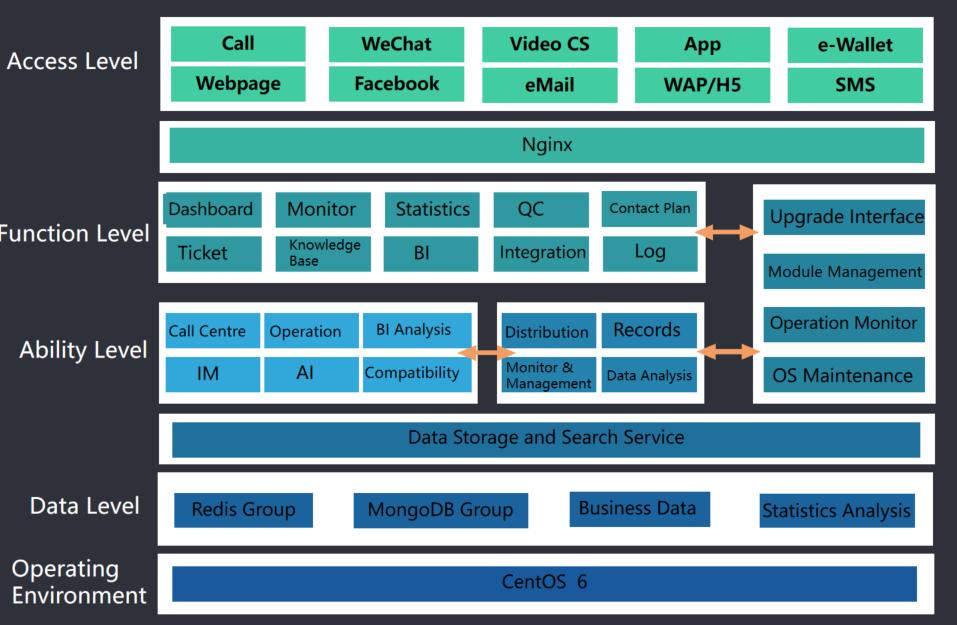 Access Level
Call
WeChat
Video CS
App
e-Wallet
Webpage
Facebook
eMail
WAP/H5
SMS
Nginx
Function Level
Dashboard
Monitor
Statistics
QC
Contact Plan
Ticket
Knowledge
Base
BI
Integration
Log
Upgrade Interface
Module Management
Operation Monitor
OS Maintenance
Ability Level
Call Centre
Operation
BI Analysis
IM
AI
Compatibility
Distribution
Records
Monitor &
Management
Data Analysis
Data Storage and Search Service
Data Level
Redis Group
MongoDB Group
Business Data
Statistics Analysis
Operating
Environment
CentOS 6